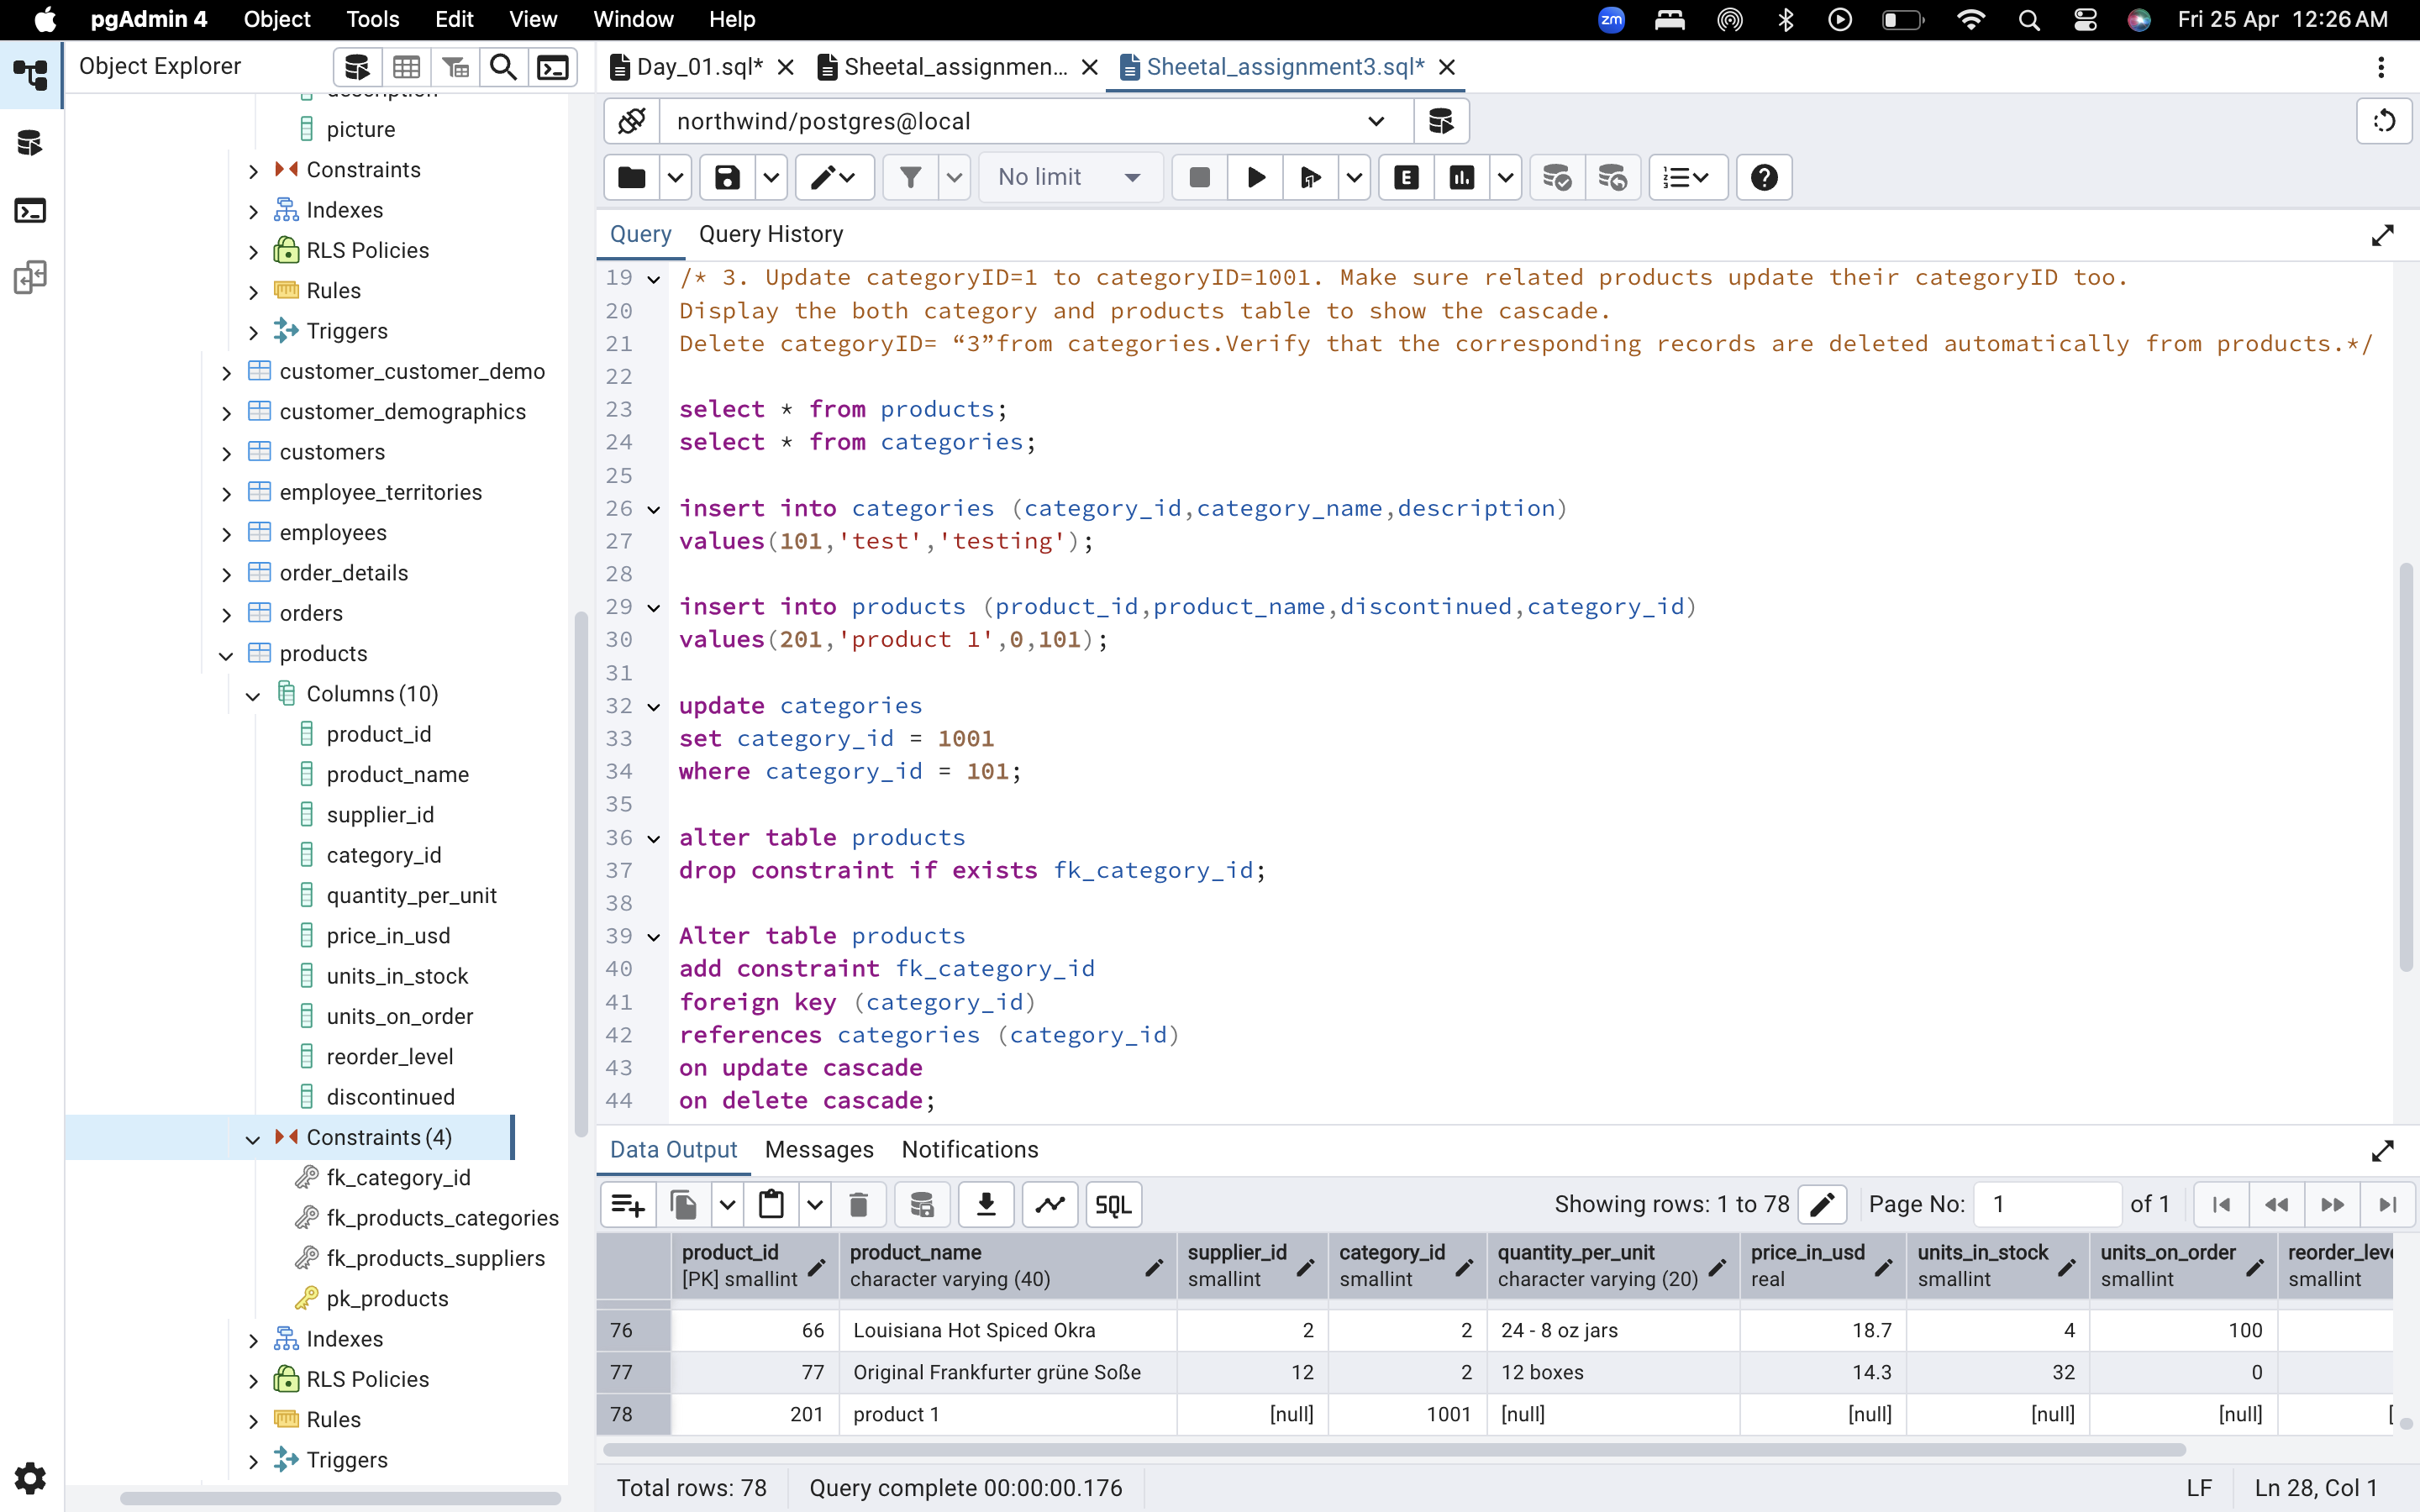 pgAdmin 4 Object Tools Edit View Window Help zm Fri 25 Apr 12:26 AM
Object Explorer
picture
Constraints
Indexes
RLS Policies
Rules
Triggers
customer_customer_demo
customer_demographics
customers
employee_territories
employees
order_details
orders
products
Columns (10)
product_id
product_name
supplier_id
category_id
quantity_per_unit
price_in_usd
units_in_stock
units_on_order
reorder_level
discontinued
Constraints (4)
fk_category_id
fk_products_categories
fk_products_suppliers
pk_products
Indexes
RLS Policies
Rules
Triggers
Day_01.sql* Sheetal_assignmen... Sheetal_assignment3.sql*
northwind/postgres@local
No limit E
Query Query History
19 /* 3. Update categoryID=1 to categoryID=1001. Make sure related products update their categoryID too.
20 Display the both category and products table to show the cascade.
21 Delete categoryID= “3”from categories.Verify that the corresponding records are deleted automatically from products.*/
22
23 select * from products;
24 select * from categories;
25
26 insert into categories (category_id,category_name,description)
27 values(101,'test','testing');
28
29 insert into products (product_id,product_name,discontinued,category_id)
30 values(201,'product 1',0,101);
31
32 update categories
33 set category_id = 1001
34 where category_id = 101;
35
36 alter table products
37 drop constraint if exists fk_category_id;
38
39 Alter table products
40 add constraint fk_category_id
41 foreign key (category_id)
42 references categories (category_id)
43 on update cascade
44 on delete cascade;
Data Output Messages Notifications
SQL Showing rows: 1 to 78 Page No: 1 of 1
product_id product_name supplier_id category_id quantity_per_unit price_in_usd units_in_stock units_on_order
[PK] smallint character varying (40) smallint smallint character varying (20) real smallint smallint smallint
76 66 Louisiana Hot Spiced Okra 2 2 24 - 8 oz jars 18.7 4 100
77 77 Original Frankfurter grüne Soße 12 2 12 boxes 14.3 32 0
78 201 product 1 [null] 1001 [null] [null] [null] [null]
Total rows: 78 Query complete 00:00:00.176 LF Ln 28, Col 1